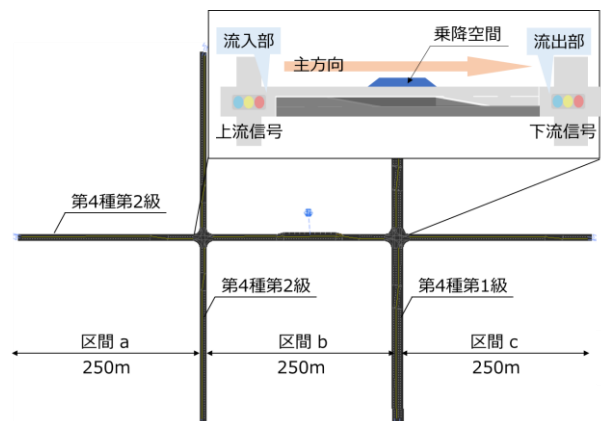 乗降空間
流入部
流出部
主方向
上流信号
下流信号
第4種第2級
第4種第2級
第4種第1級
区間 a
区間 b
区間 c
250m
250m
250m